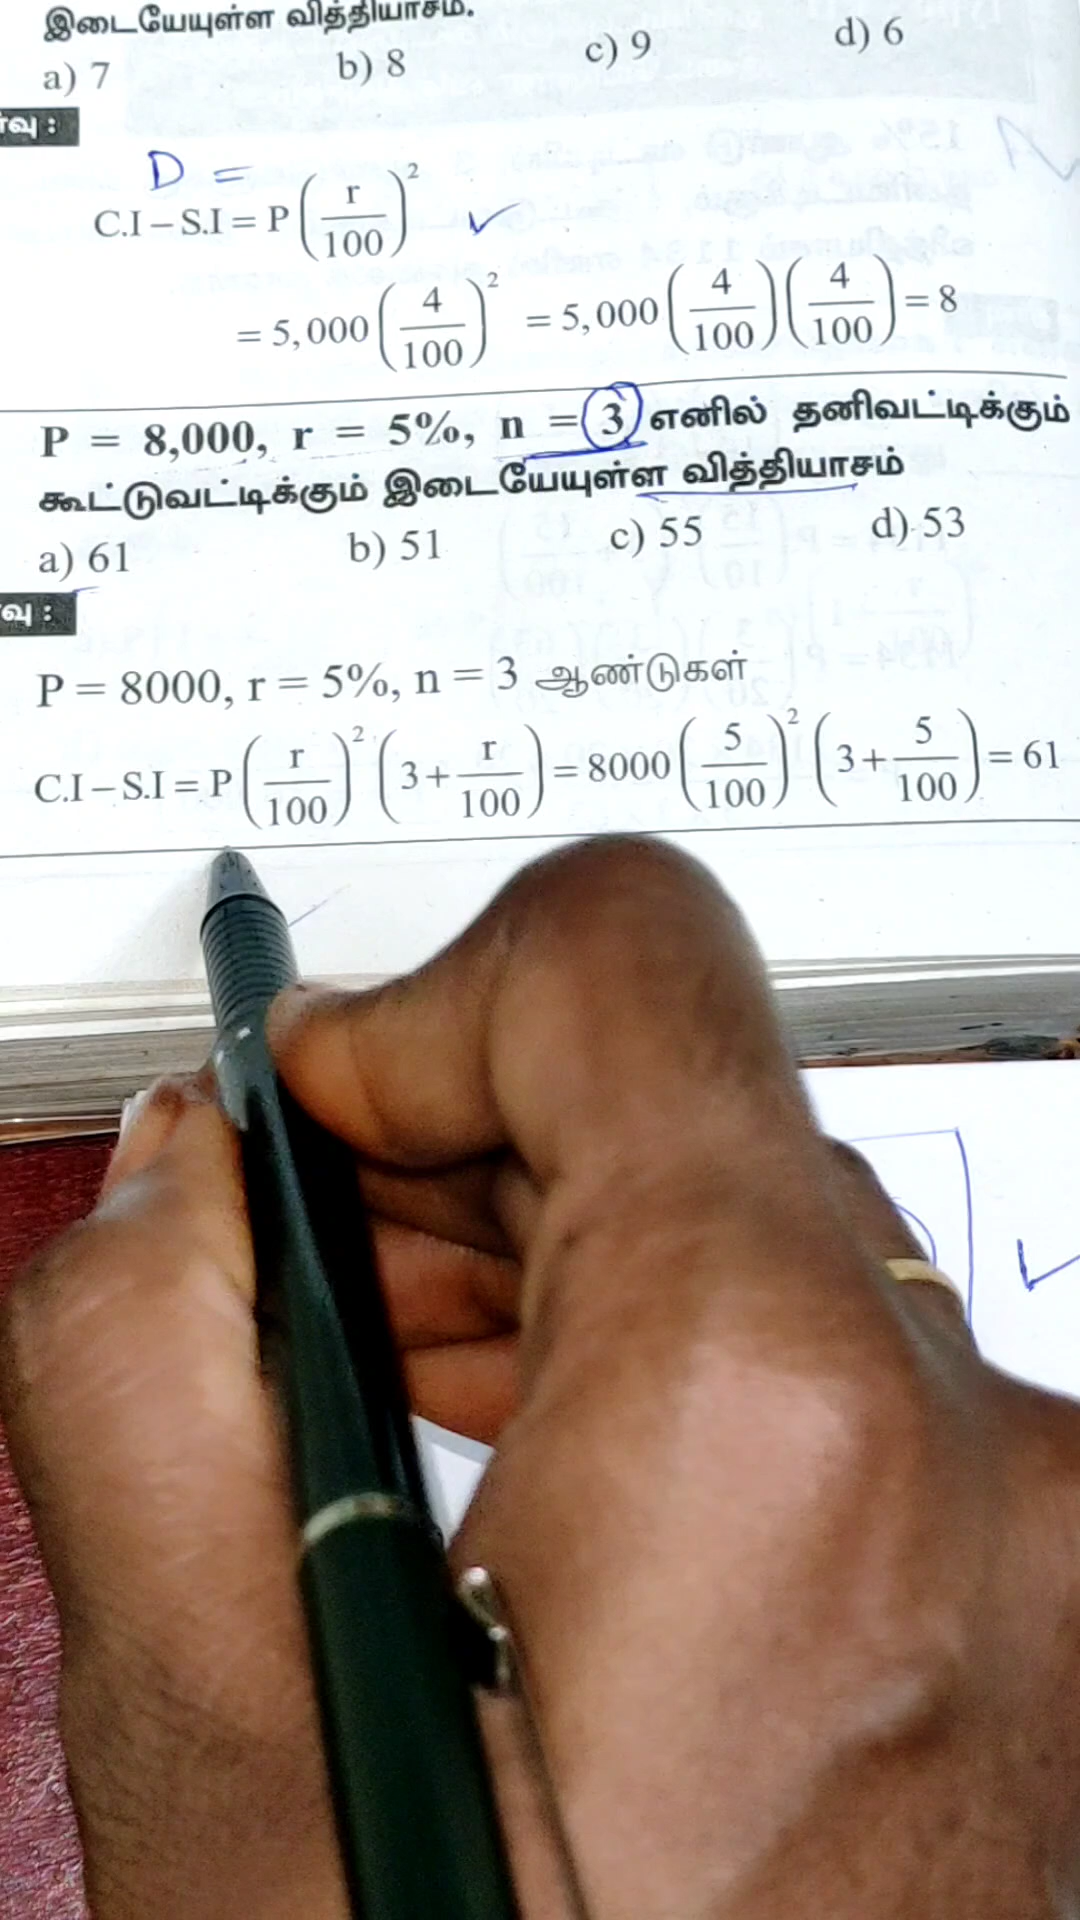 இடையேயுள்ள வித்தியாசம்.
a) 7 b) 8 c) 9 d) 6
D =
C.I – S.I = P (r/100)²
= 5,000 (4/100)² = 5,000 (4/100)(4/100) = 8
P = 8,000, r = 5%, n = 3 எனில் தனிவட்டிக்கும்
கூட்டுவட்டிக்கும் இடையேயுள்ள வித்தியாசம்
a) 61 b) 51 c) 55 d) 53
P = 8000, r = 5%, n = 3 ஆண்டுகள்
C.I – S.I = P (r/100)² (3 + r/100) = 8000 (5/100)² (3 + 5/100) = 61